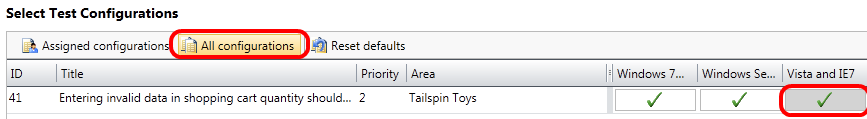 Select Test Configurations
Assigned configurations All configurations Reset defaults
ID Title Priority Area Windows 7... Windows Se... Vista and IE7
41 Entering invalid data in shopping cart quantity should... 2 Tailspin Toys